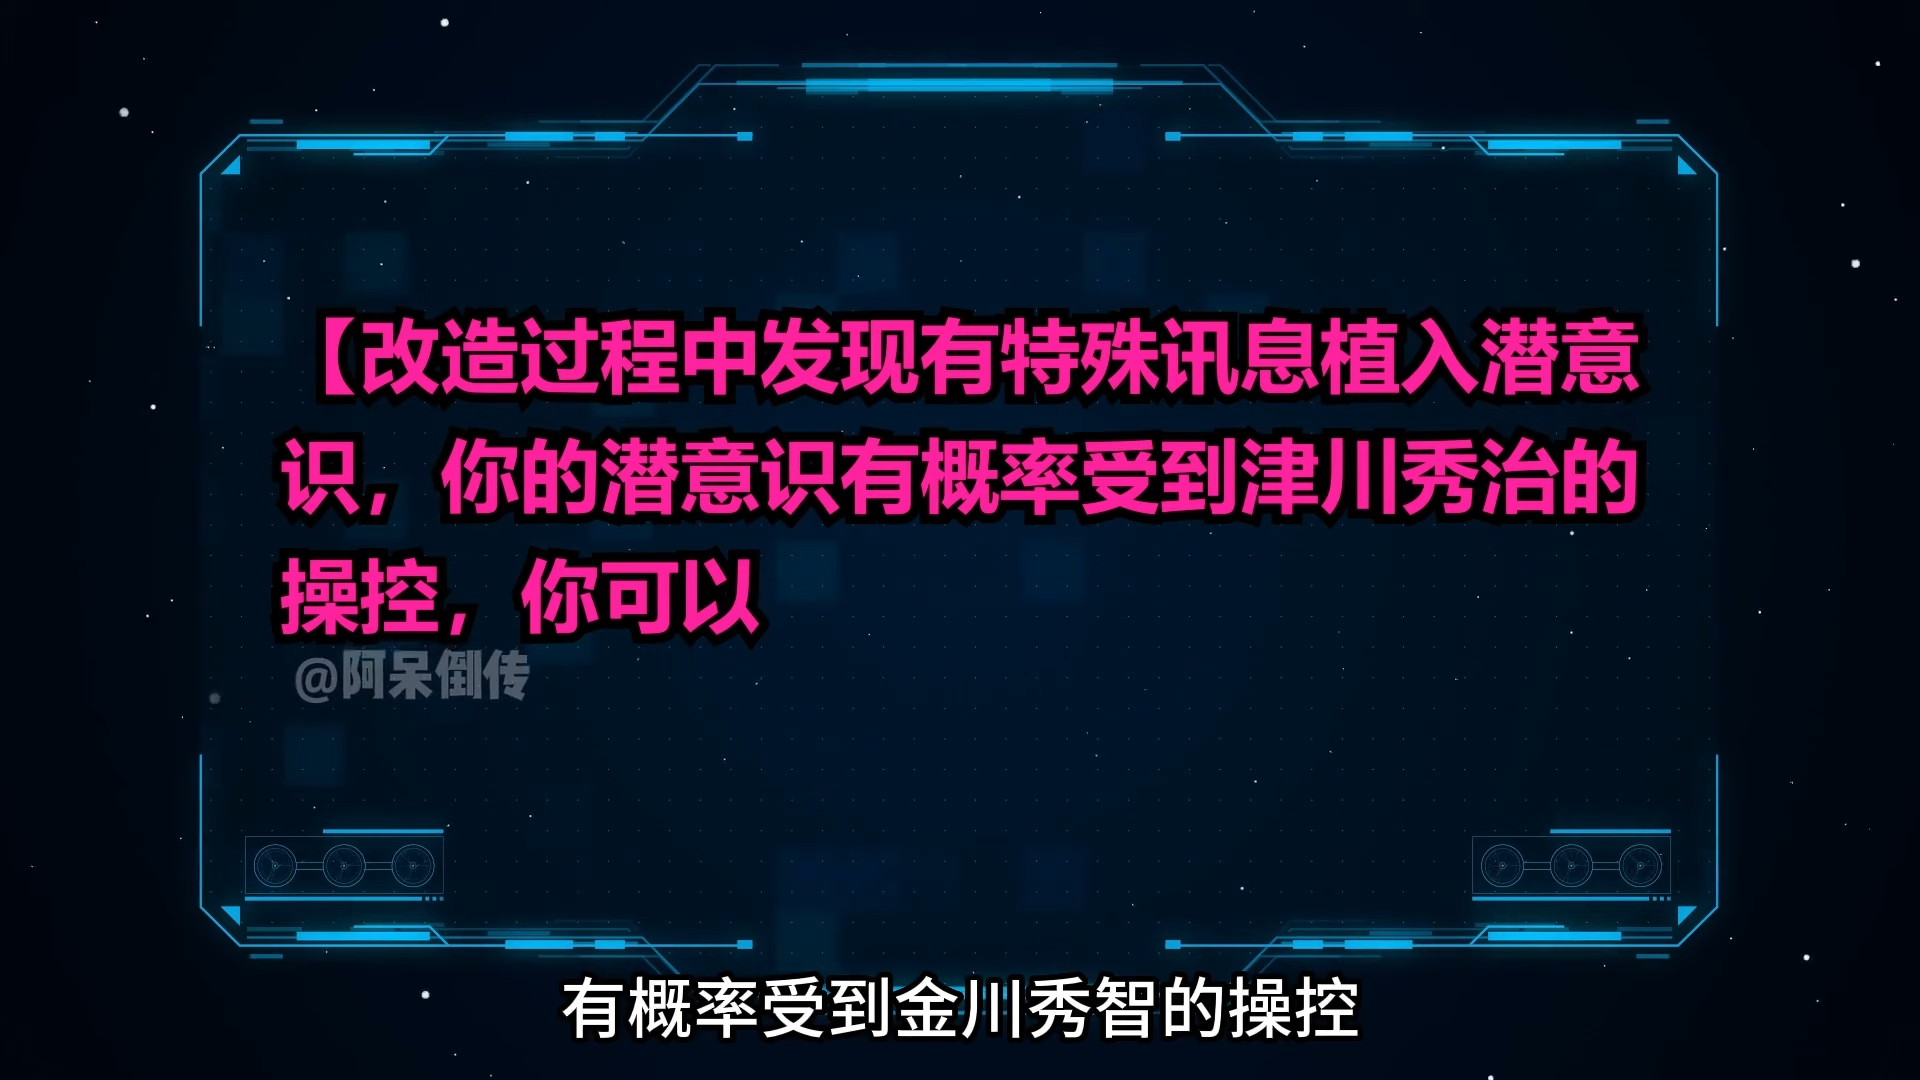 【改造过程中发现有特殊讯息植入潜意
识，你的潜意识有概率受到津川秀治的
操控，你可以
@阿呆倒传
有概率受到金川秀智的操控